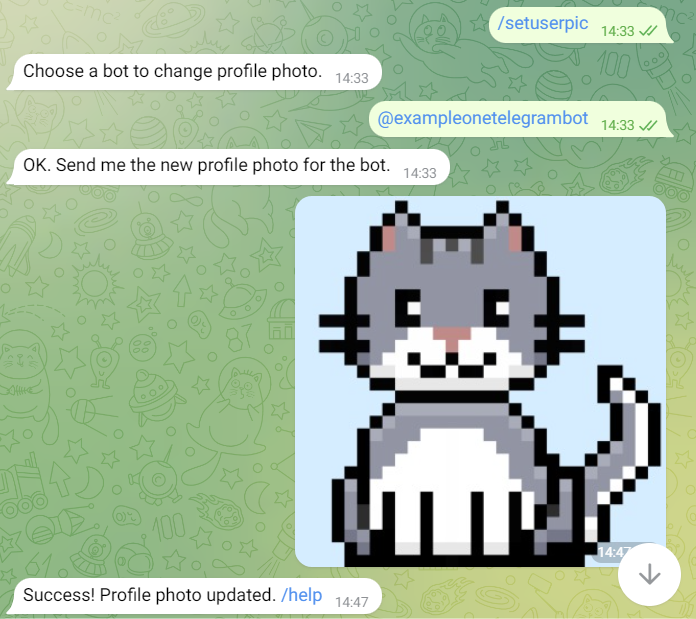 /setuserpic 14:33
Choose a bot to change profile photo. 14:33
@exampleonetelegrambot 14:33
OK. Send me the new profile photo for the bot. 14:33
14:47
Success! Profile photo updated. /help 14:47